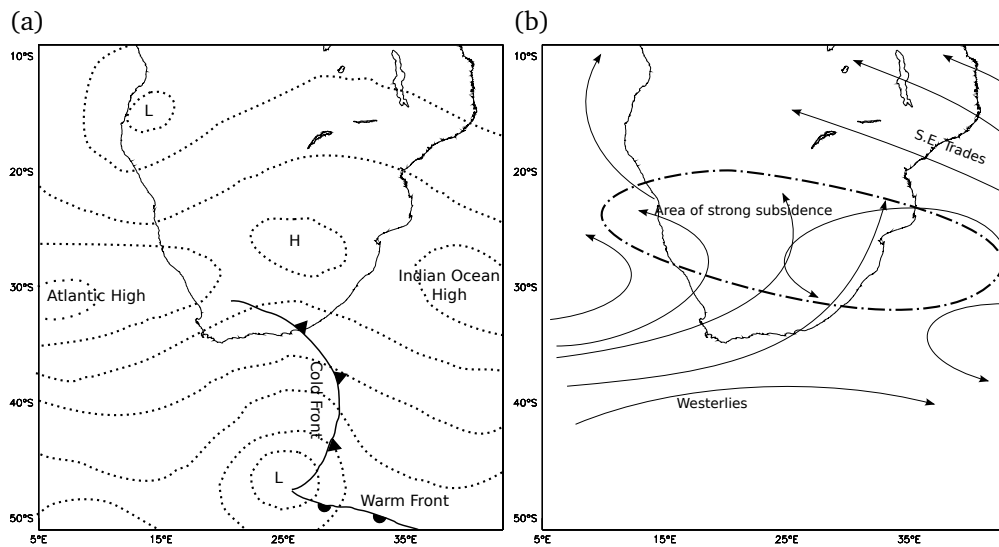 (a)
(b)
10°S
20°S
30°S
40°S
50°S
5°E
15°E
25°E
35°E
L
H
Atlantic High
Indian Ocean
High
Cold Front
L
Warm Front
10°S
20°S
30°S
40°S
50°S
5°E
15°E
25°E
35°E
S.E. Trades
Area of strong subsidence
Westerlies